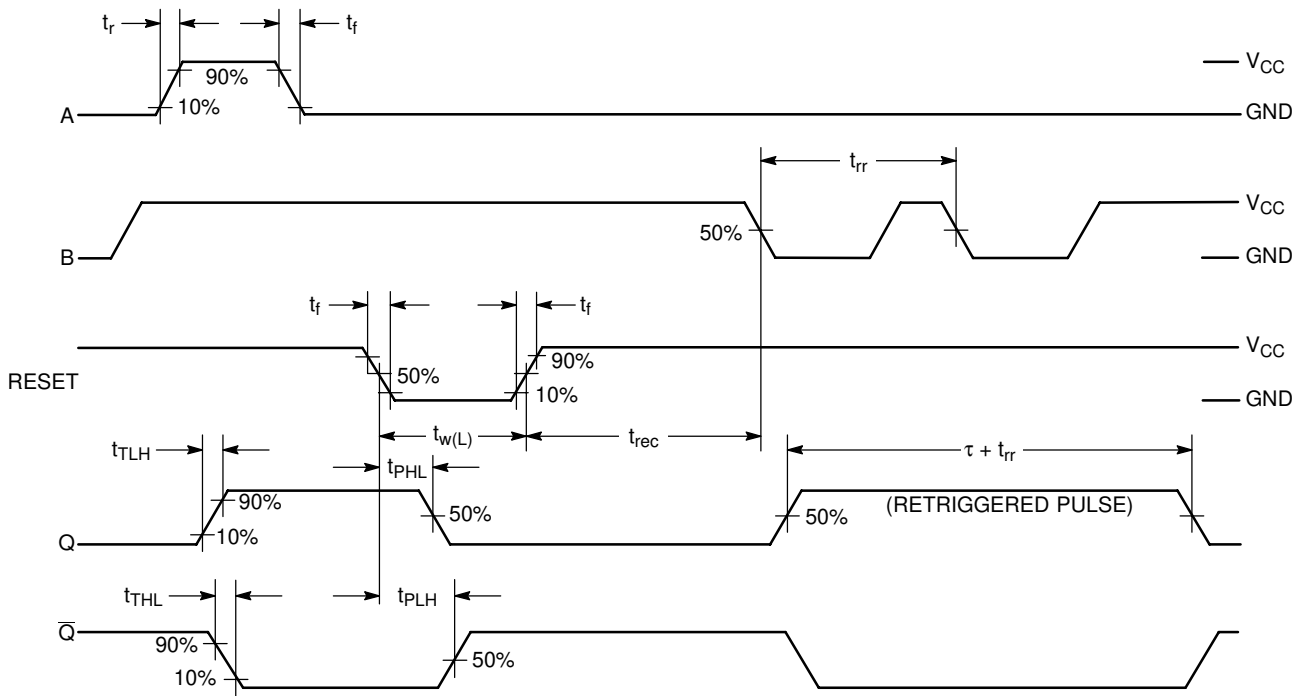 tr tf
90% VCC
10%
A GND
trr
VCC
50%
B GND
tf tf
90% VCC
RESET 50%
10% GND
tw(L) trec
tTLH tPHL τ + trr
90% 50% 50% (RETRIGGERED PULSE)
10%
Q
tTHL tPLH
Q̅
90% 50%
10%